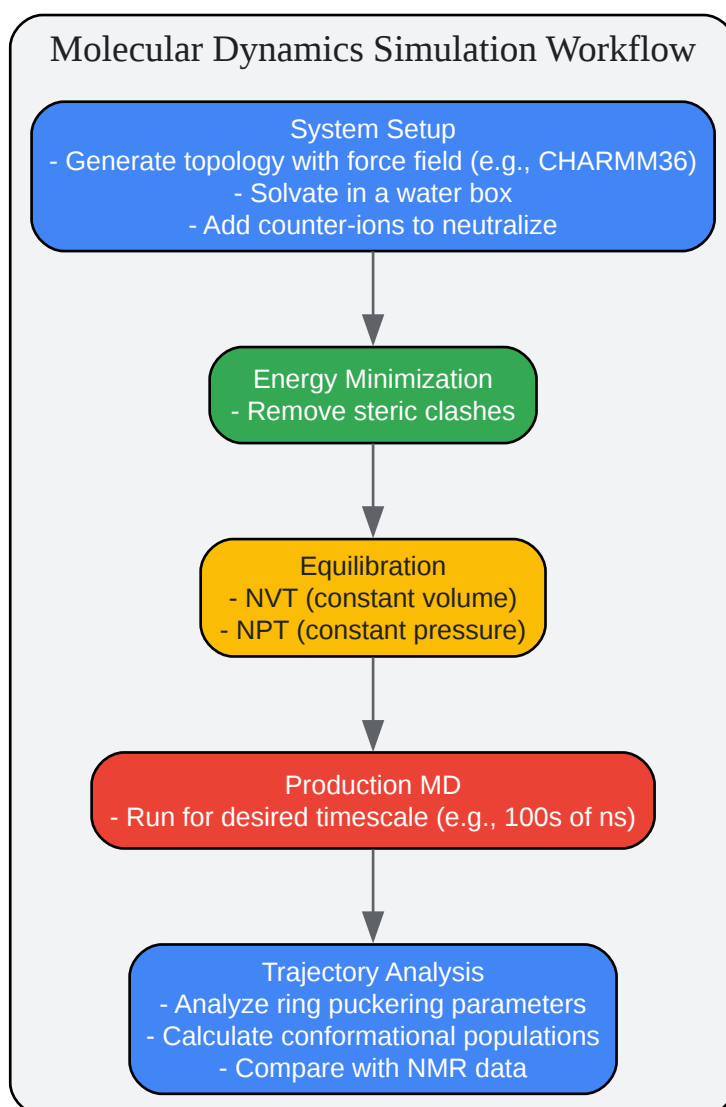 Molecular Dynamics Simulation Workflow
System Setup
- Generate topology with force field (e.g., CHARMM36)
- Solvate in a water box
- Add counter-ions to neutralize
Energy Minimization
- Remove steric clashes
Equilibration
- NVT (constant volume)
- NPT (constant pressure)
Production MD
- Run for desired timescale (e.g., 100s of ns)
Trajectory Analysis
- Analyze ring puckering parameters
- Calculate conformational populations
- Compare with NMR data